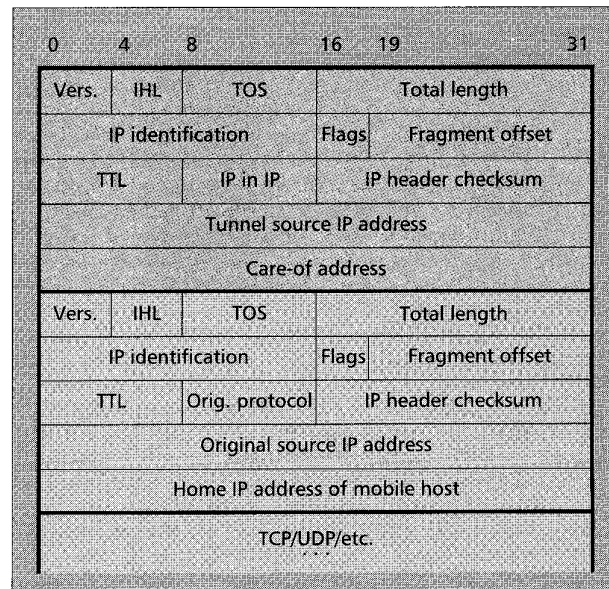 0 4 8 16 19 31
Vers. IHL TOS Total length
IP identification Flags Fragment offset
TTL IP in IP IP header checksum
Tunnel source IP address
Care-of address
Vers. IHL TOS Total length
IP identification Flags Fragment offset
TTL Orig. protocol IP header checksum
Original source IP address
Home IP address of mobile host
TCP/UDP/etc.
. . .